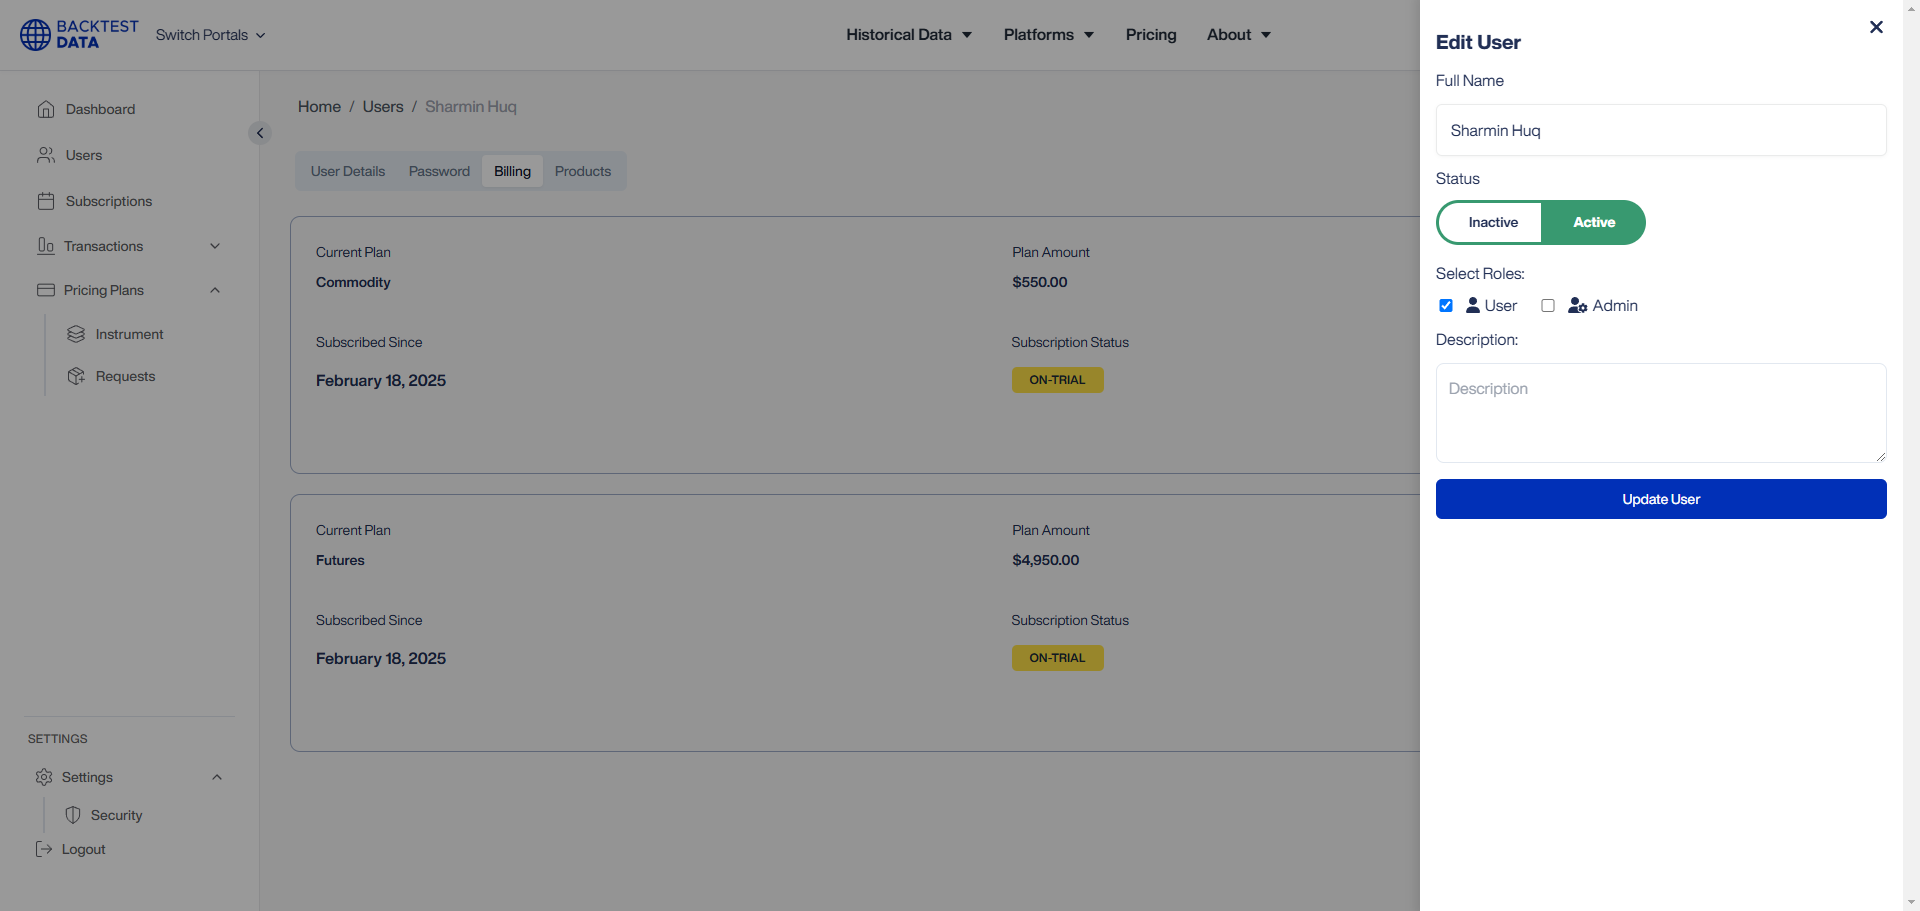 BACKTEST
DATA
Switch Portals
Historical Data
Platforms
Pricing
About
Dashboard
Users
Subscriptions
Transactions
Pricing Plans
Instrument
Requests
SETTINGS
Settings
Security
Logout
Home / Users / Sharmin Huq
User Details
Password
Billing
Products
Current Plan
Commodity
Plan Amount
$550.00
Subscribed Since
February 18, 2025
Subscription Status
ON-TRIAL
Current Plan
Futures
Plan Amount
$4,950.00
Subscribed Since
February 18, 2025
Subscription Status
ON-TRIAL
Edit User
Full Name
Sharmin Huq
Status
Inactive
Active
Select Roles:
User
Admin
Description:
Description
Update User